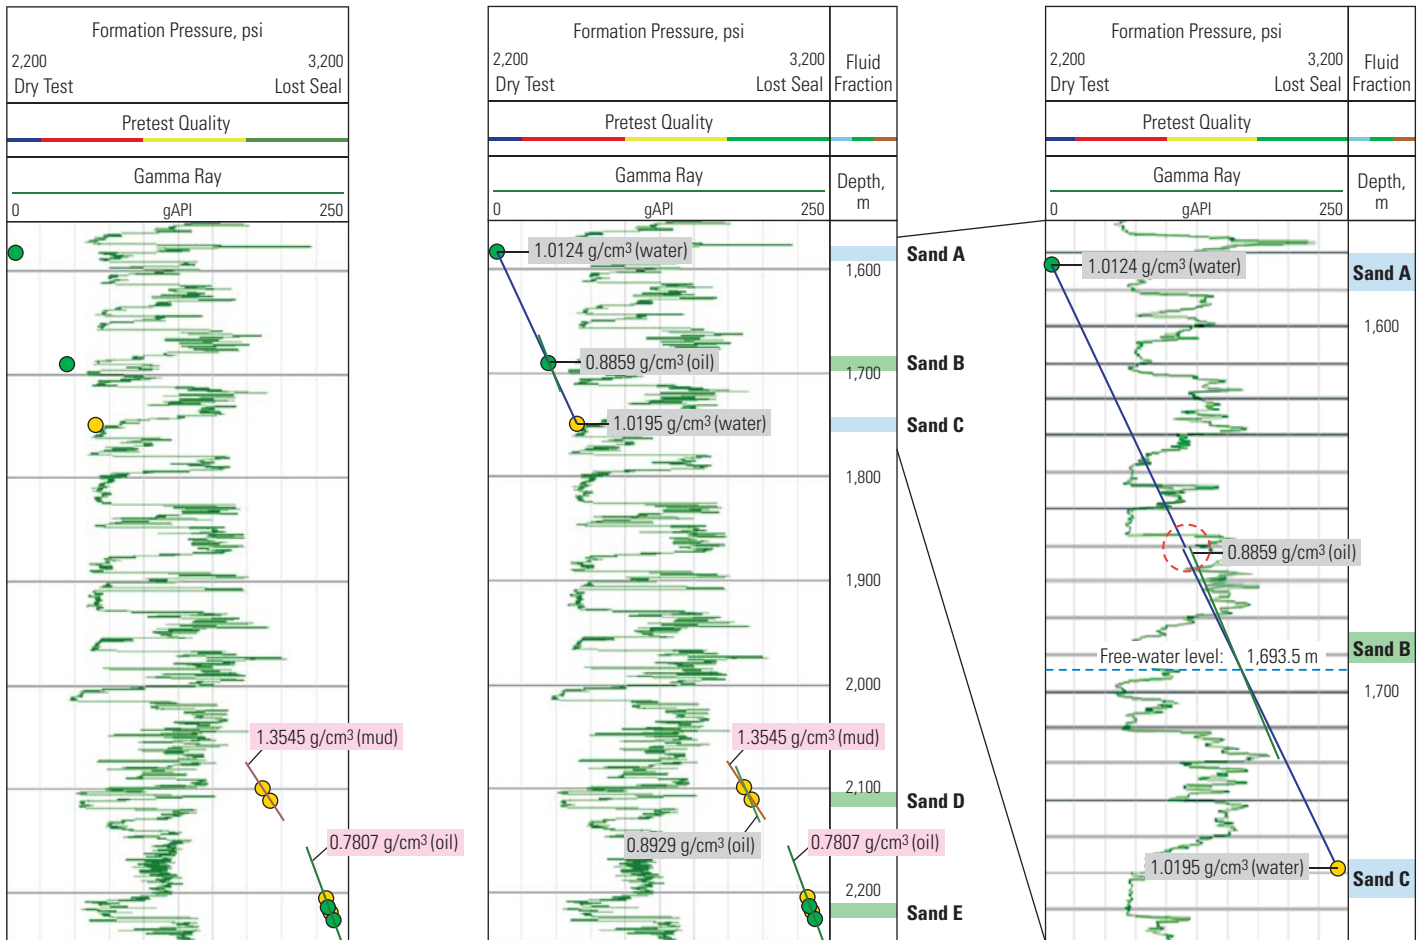 Formation Pressure, psi
2,200 3,200
Dry Test Lost Seal
Pretest Quality
Gamma Ray
0 gAPI 250
1.3545 g/cm³ (mud)
0.7807 g/cm³ (oil)
Formation Pressure, psi
2,200 3,200
Dry Test Lost Seal
Fluid
Fraction
Pretest Quality
Gamma Ray
0 gAPI 250
Depth,
m
1.0124 g/cm³ (water)
Sand A
1,600
0.8859 g/cm³ (oil)
Sand B
1,700
1.0195 g/cm³ (water)
Sand C
1,800
1,900
2,000
1.3545 g/cm³ (mud)
2,100
Sand D
0.8929 g/cm³ (oil)
0.7807 g/cm³ (oil)
2,200
Sand E
Formation Pressure, psi
2,200 3,200
Dry Test Lost Seal
Fluid
Fraction
Pretest Quality
Gamma Ray
0 gAPI 250
Depth,
m
1.0124 g/cm³ (water)
Sand A
1,600
0.8859 g/cm³ (oil)
Sand B
Free-water level: 1,693.5 m
1,700
1.0195 g/cm³ (water)
Sand C